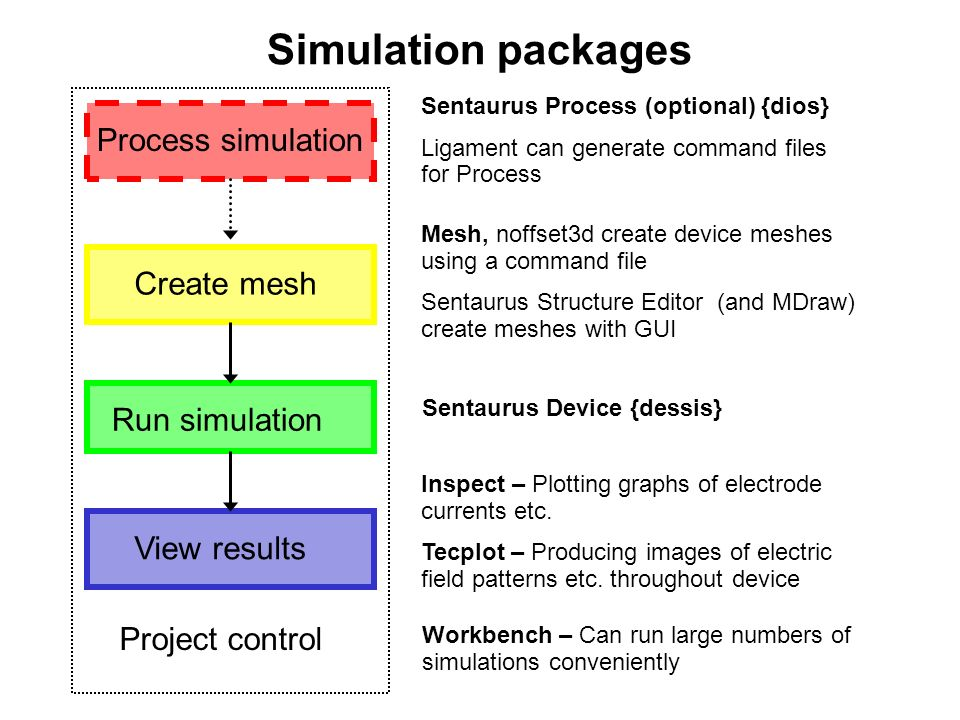 Simulation packages
Process simulation
Sentaurus Process (optional) {dios}
Ligament can generate command files
for Process
Create mesh
Mesh, noffset3d create device meshes
using a command file
Sentaurus Structure Editor (and MDraw)
create meshes with GUI
Run simulation
Sentaurus Device {dessis}
View results
Inspect – Plotting graphs of electrode
currents etc.
Tecplot – Producing images of electric
field patterns etc. throughout device
Project control
Workbench – Can run large numbers of
simulations conveniently